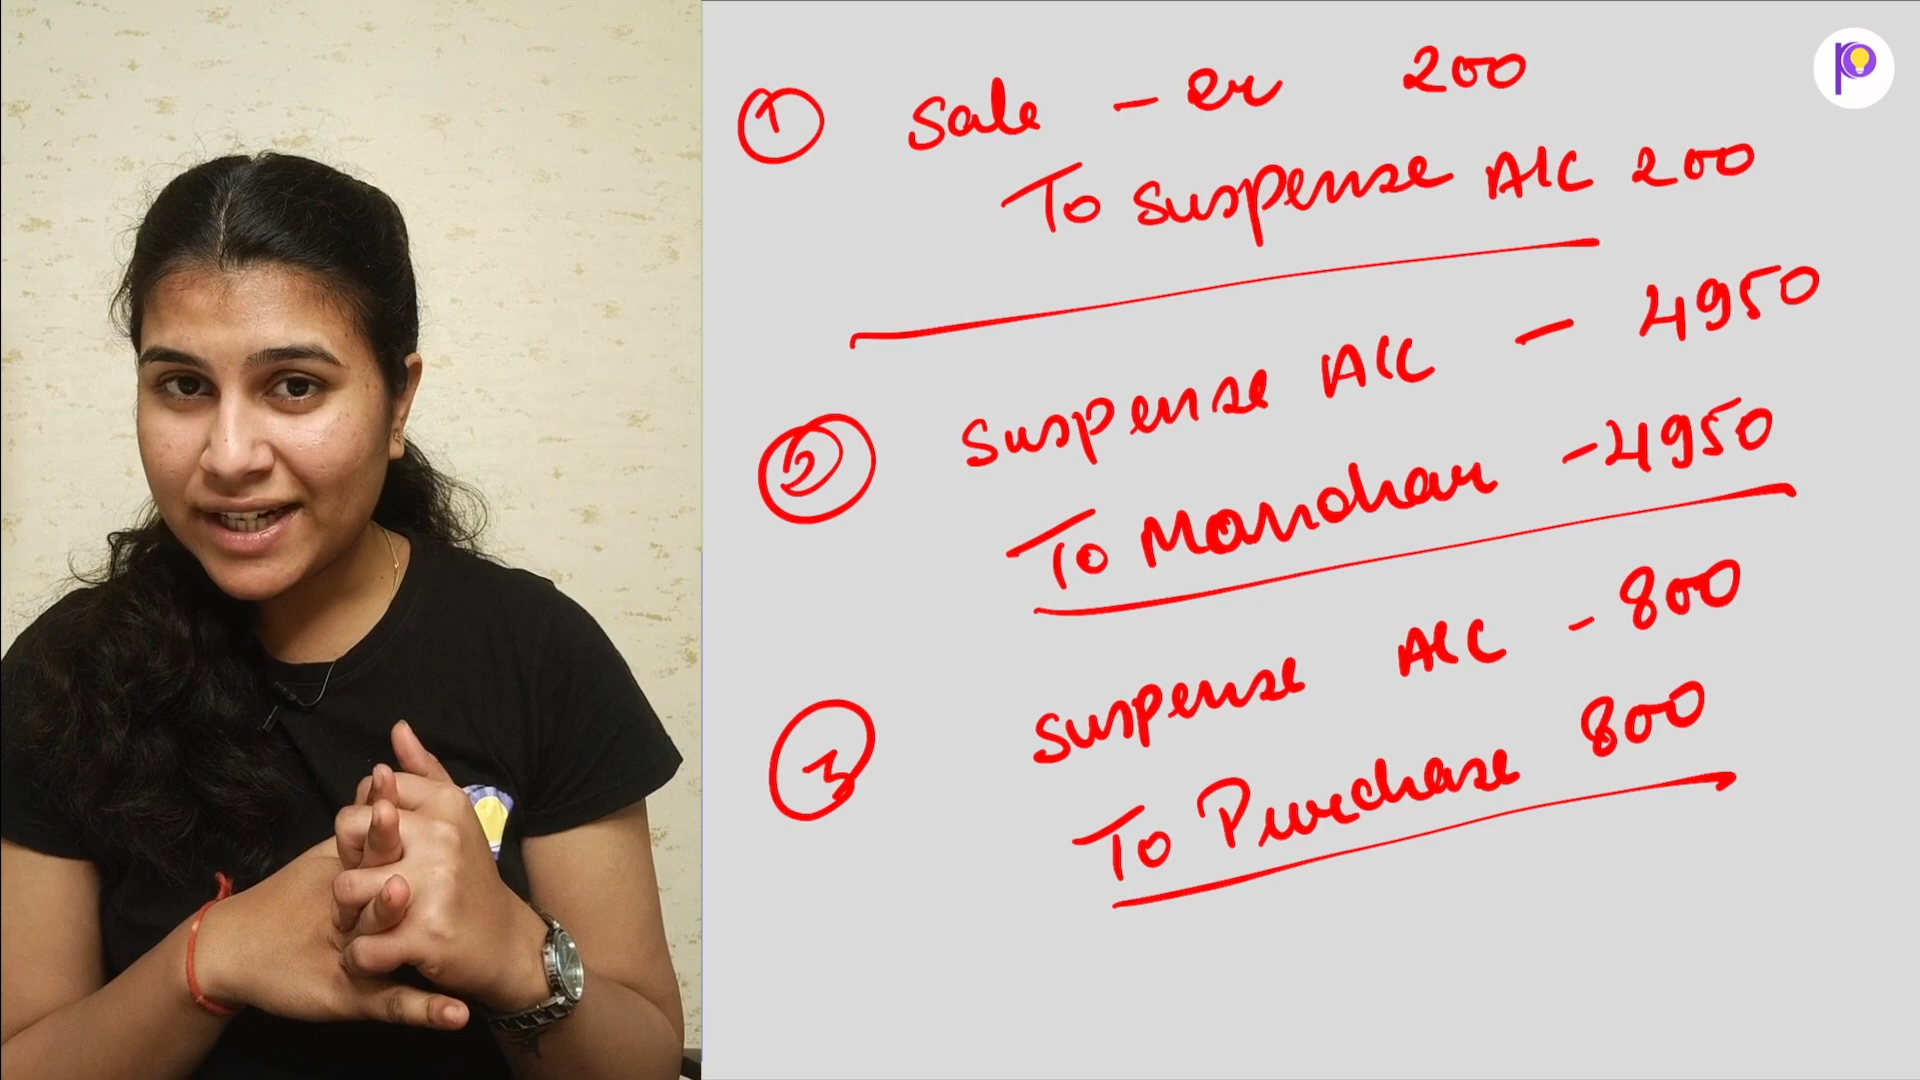 1 Sale - Dr 200
To Suspense A/C 200
2 Suspense A/C - 4950
To Manohar - 4950
3 Suspense A/C - 800
To Purchase 800